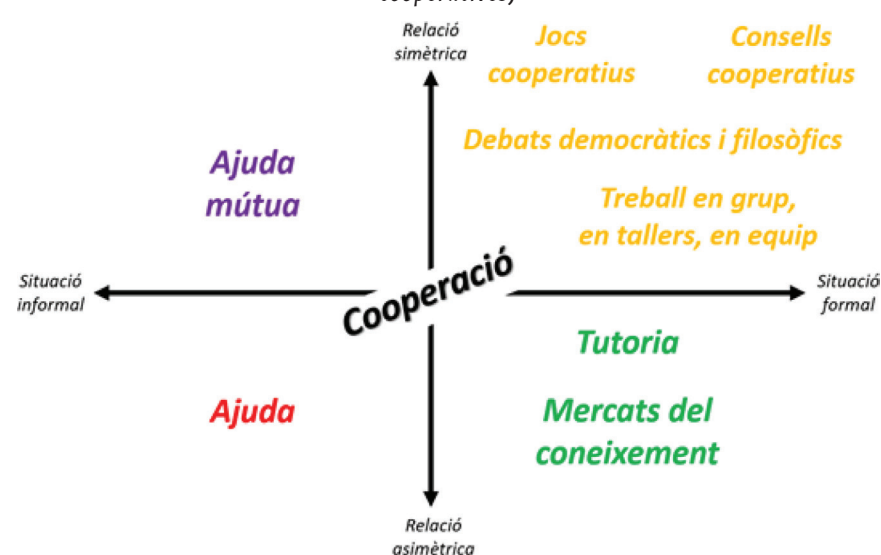 Relació
simètrica
Jocs
cooperatius
Consells
cooperatius
Debats democràtics i filosòfics
Ajuda
mútua
Treball en grup,
en tallers, en equip
Situació
informal
Cooperació
Situació
formal
Tutoria
Ajuda
Mercats del
coneixement
Relació
asimètrica